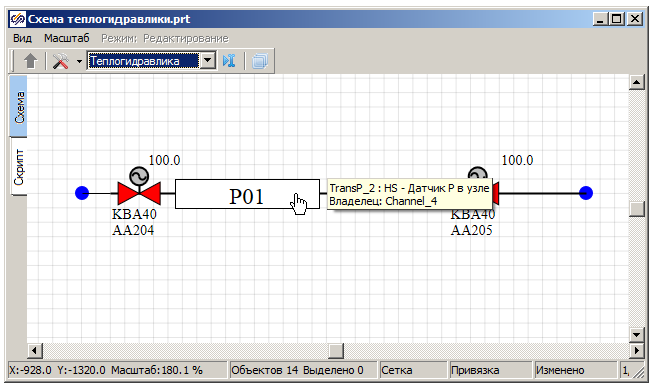 Схема теплогидравлики.prt
Вид Масштаб Режим: Редактирование
Теплогидравлика
Схема
Скрипт
100.0
100.0
P01
TransP_2 : HS - Датчик P в узле
Владелец: Channel_4
KBA40
AA204
KBA40
AA205
X:-928.0 Y:-1320.0 Масштаб:180.1 % Объектов 14 Выделено 0 Сетка Привязка Изменено 1,